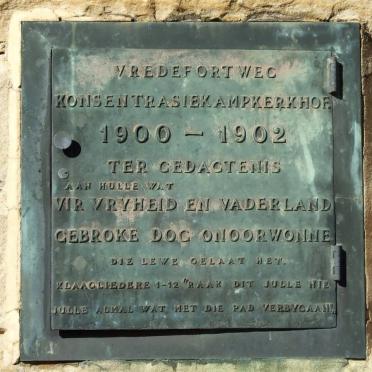 VREDEFORTWEG
KONSENTRASIEKAMPKERKHOF
1900 - 1902
TER GEDAGTENIS
AAN HULLE WAT
VIR VRYHEID EN VADERLAND
GEBROKE DOG ONOORWONNE
DIE LEWE GELAAT HET.
KLAAGLIEDERE 1-12 "RAAK DIT JULLE NIE
JULLE ALMAL WAT MET DIE PAD VERBYGAAN".